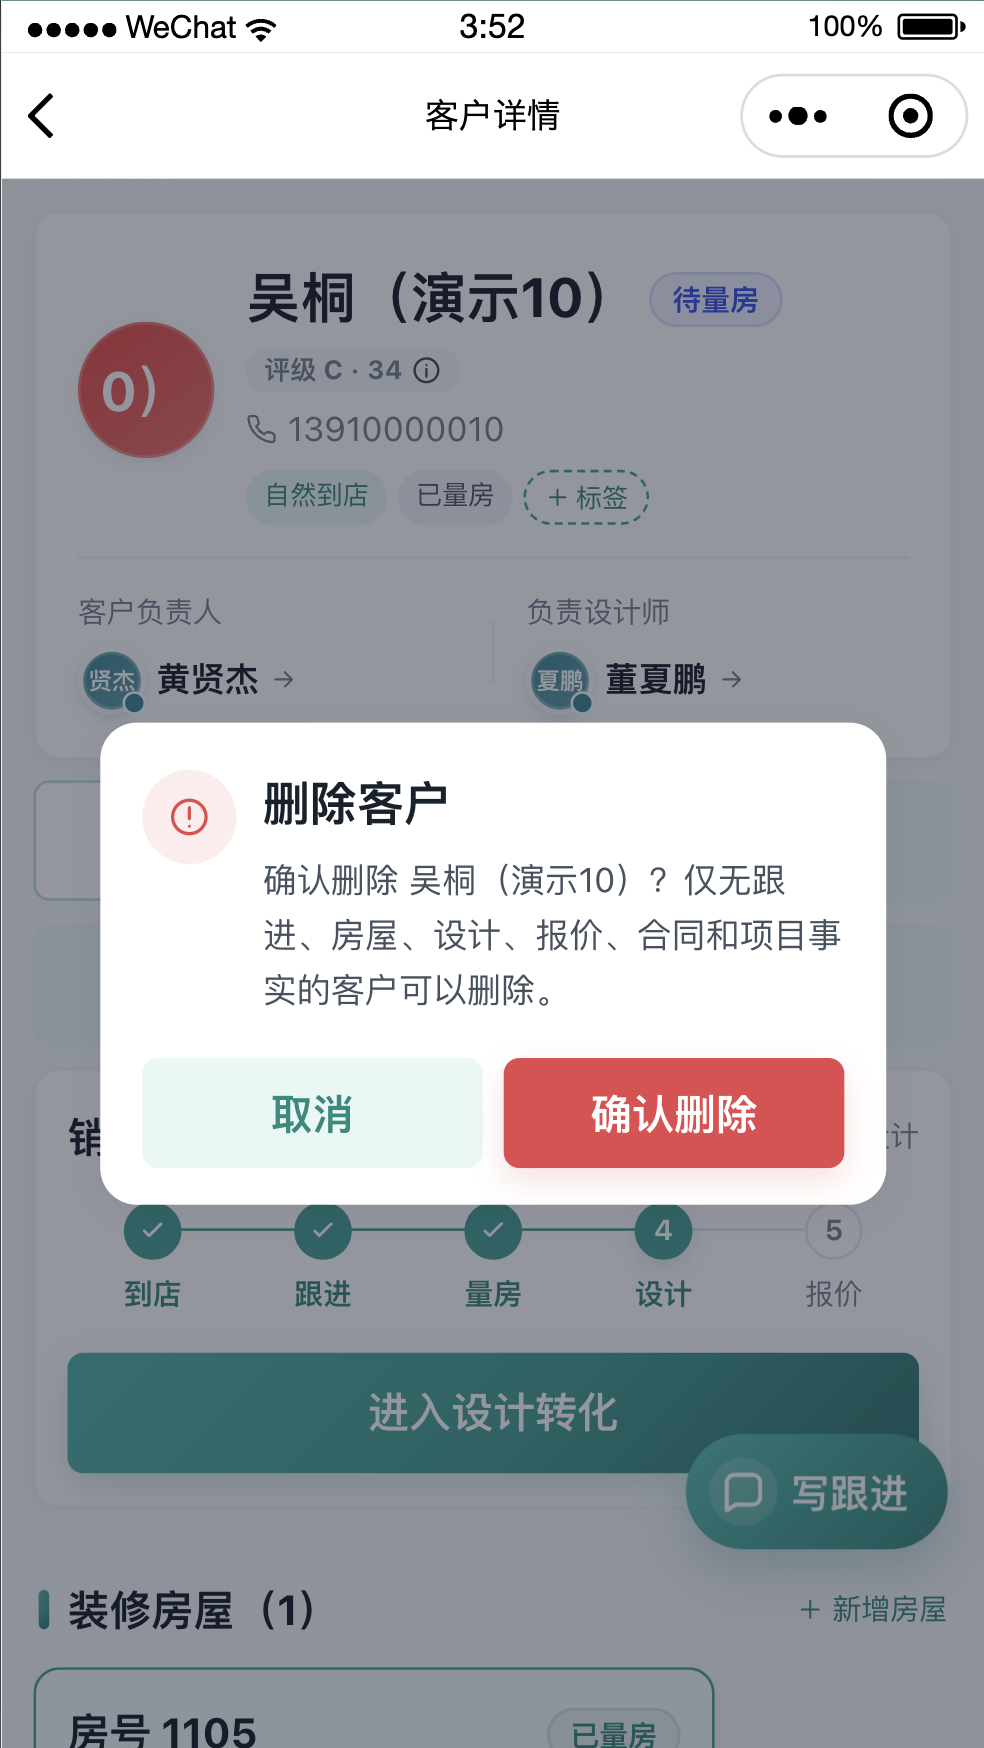 WeChat 3:52 100%
客户详情
吴桐（演示10） 待量房
0）
评级 C · 34
13910000010
自然到店 已量房 + 标签
客户负责人 负责设计师
贤杰 黄贤杰 → 夏鹏 董夏鹏 →
删除客户
确认删除 吴桐（演示10）？仅无跟
进、房屋、设计、报价、合同和项目事
实的客户可以删除。
取消 确认删除
销 计
4 5
到店 跟进 量房 设计 报价
进入设计转化
写跟进
装修房屋（1） + 新增房屋
房号 1105 已量房